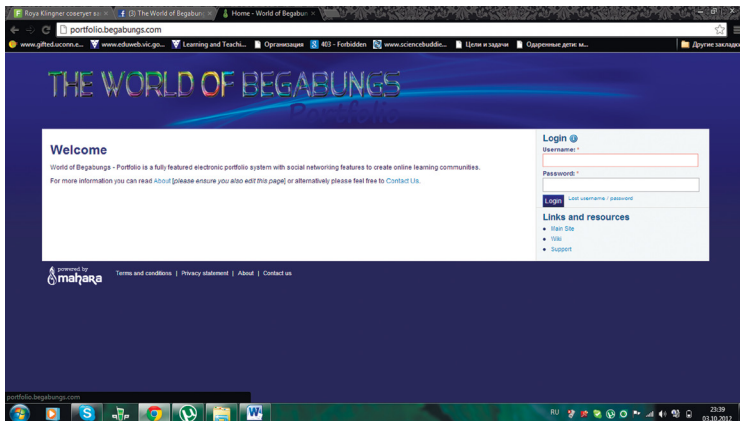 Roya Klingner советует вам
(3) The World of Begabung
Home - World of Begabun
portfolio.begabungs.com
www.gifted.uconn.e...
www.eduweb.vic.go...
Learning and Teachi...
Организация
403 - Forbidden
www.sciencebuddie...
Цели и задачи
Одаренные дети: м...
Другие закладки
THE WORLD OF BEGABUNGS
Portfolio
Welcome
World of Begabungs - Portfolio is a fully featured electronic portfolio system with social networking features to create online learning communities.
For more information you can read About [please ensure you also edit this page] or alternatively please feel free to Contact Us.
Login @
Username: *
Password: *
Login
Lost username / password
Links and resources
Main Site
Wiki
Support
powered by
mahara
Terms and conditions | Privacy statement | About | Contact us
portfolio.begabungs.com
RU
23:39
03.10.2012